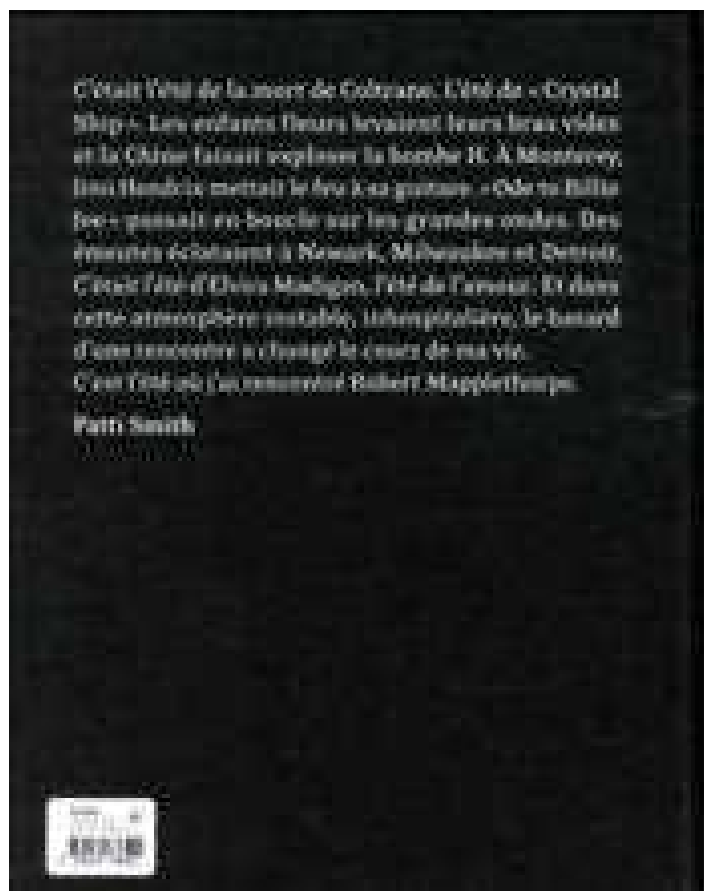 C'était l'été de la mort de Coltrane. L'été de « Crystal
Ship ». Les enfants fleurs levaient leurs bras vides
et la Chine faisait exploser la bombe H. À Monterey,
Jimi Hendrix mettait le feu à sa guitare. « Ode to Billie
Joe » passait en boucle sur les grandes ondes. Des
émeutes éclataient à Newark, Milwaukee et Detroit.
C'était l'été d'Elvira Madigan, l'été de l'amour. Et dans
cette atmosphère instable, inhospitalière, le hasard
d'une rencontre a changé le cours de ma vie.
C'est l'été où j'ai rencontré Robert Mapplethorpe.
Patti Smith